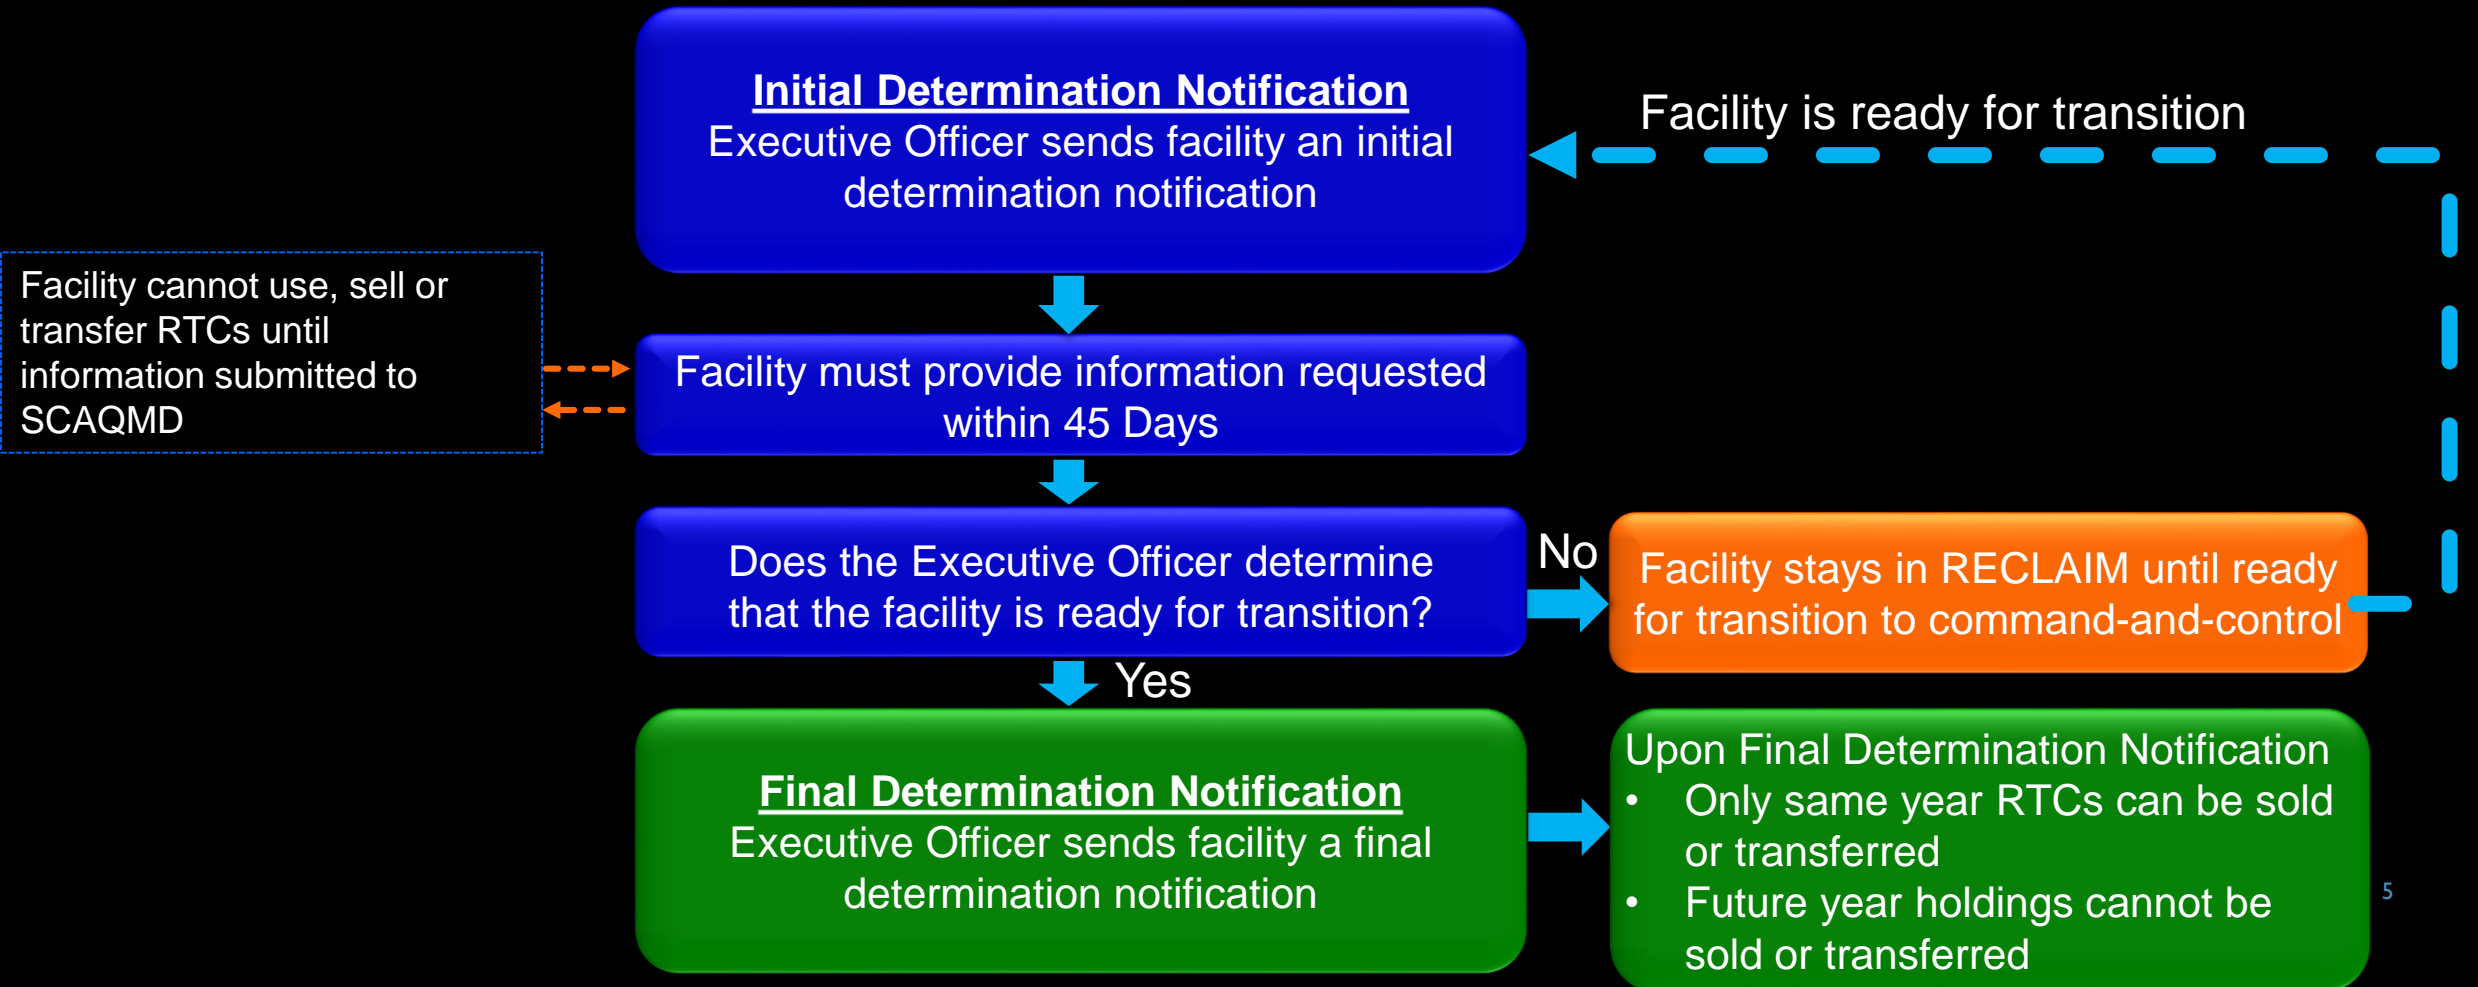 Initial Determination Notification
Executive Officer sends facility an initial
determination notification
Facility is ready for transition
Facility cannot use, sell or
transfer RTCs until
information submitted to
SCAQMD
Facility must provide information requested
within 45 Days
Does the Executive Officer determine
that the facility is ready for transition?
No
Facility stays in RECLAIM until ready
for transition to command-and-control
Yes
Final Determination Notification
Executive Officer sends facility a final
determination notification
Upon Final Determination Notification
• Only same year RTCs can be sold
or transferred
• Future year holdings cannot be
sold or transferred
5